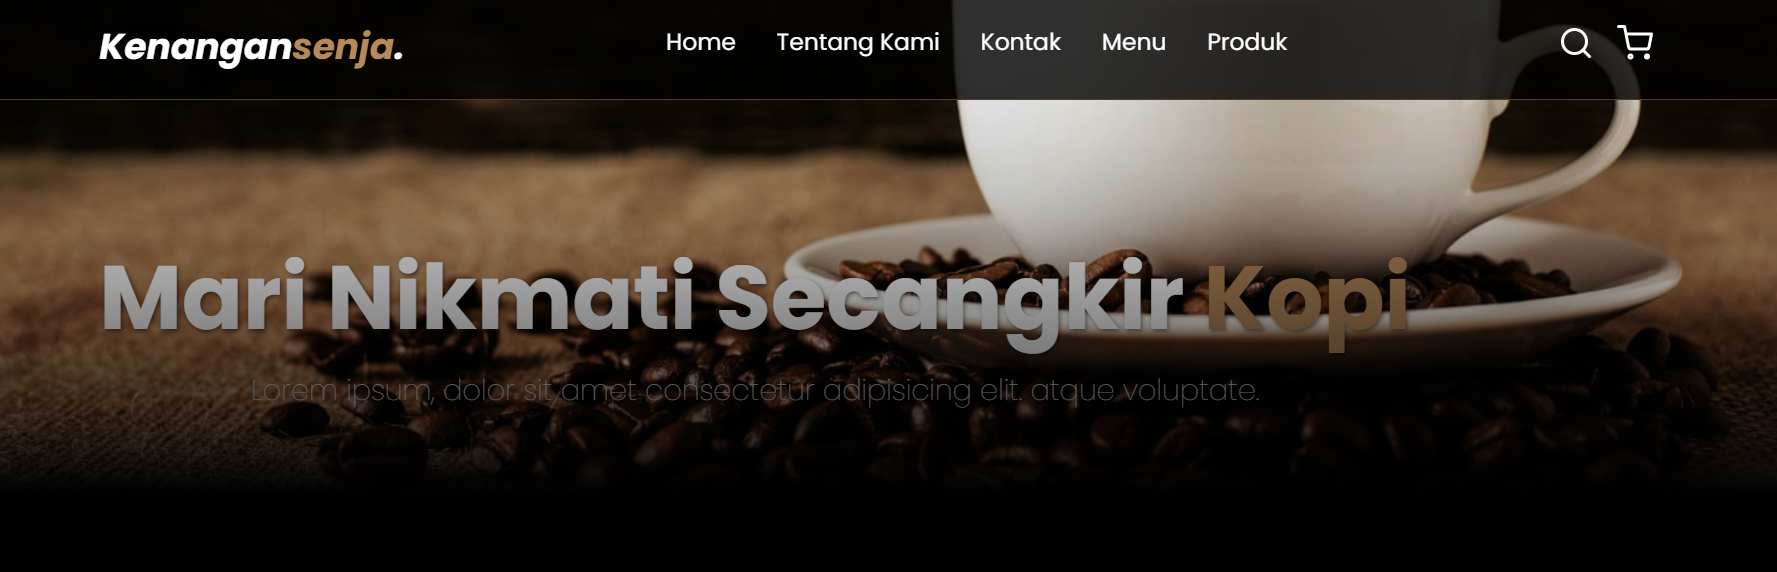 Kenangansenja.
Home Tentang Kami Kontak Menu Produk
Mari Nikmati Secangkir Kopi
Lorem ipsum, dolor sit amet consectetur adipisicing elit. atque voluptate.